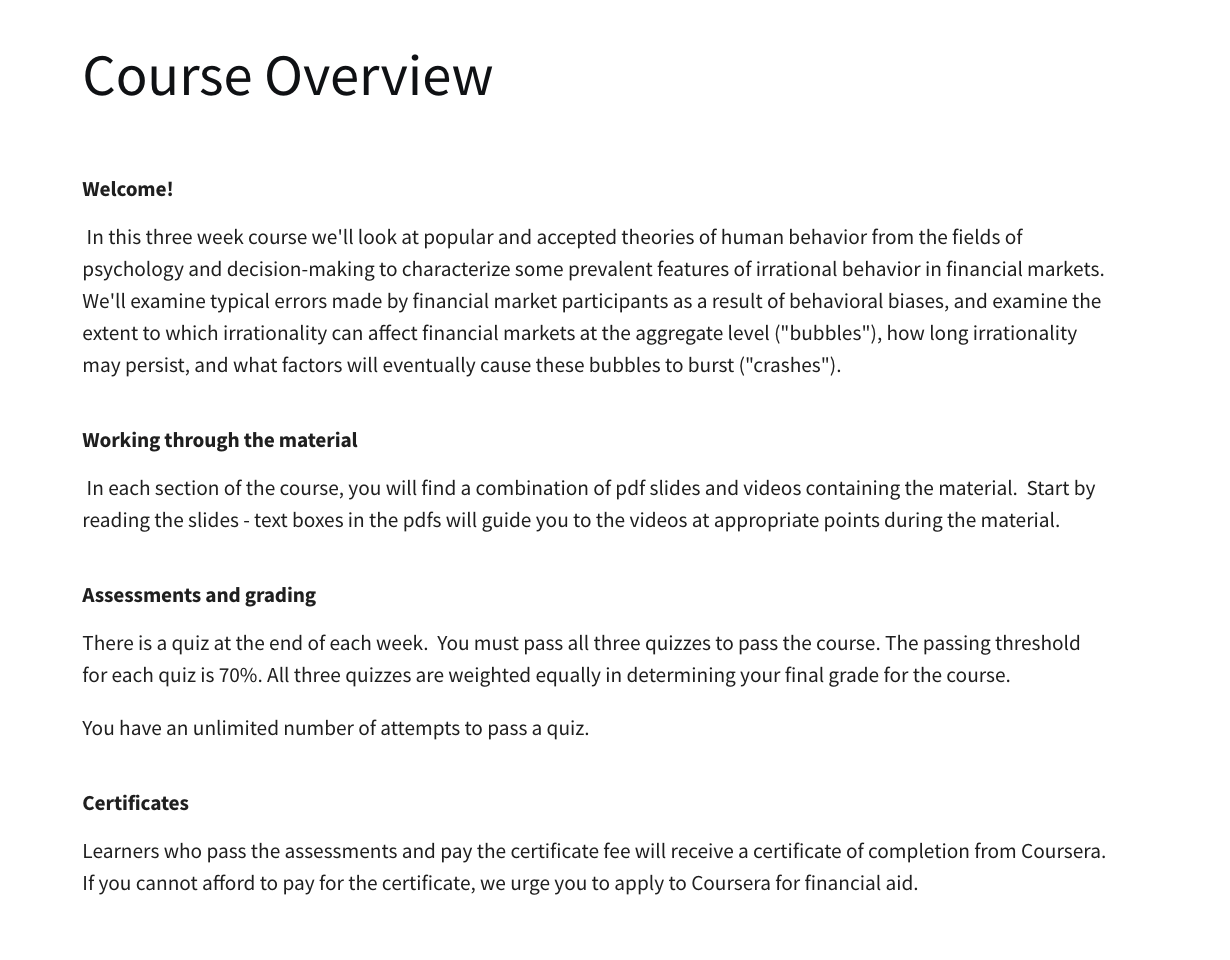 Course Overview
Welcome!
In this three week course we'll look at popular and accepted theories of human behavior from the fields of
psychology and decision-making to characterize some prevalent features of irrational behavior in financial markets.
We'll examine typical errors made by financial market participants as a result of behavioral biases, and examine the
extent to which irrationality can affect financial markets at the aggregate level ("bubbles"), how long irrationality
may persist, and what factors will eventually cause these bubbles to burst ("crashes").
Working through the material
In each section of the course, you will find a combination of pdf slides and videos containing the material.  Start by
reading the slides - text boxes in the pdfs will guide you to the videos at appropriate points during the material.
Assessments and grading
There is a quiz at the end of each week.  You must pass all three quizzes to pass the course. The passing threshold
for each quiz is 70%. All three quizzes are weighted equally in determining your final grade for the course.
You have an unlimited number of attempts to pass a quiz.
Certificates
Learners who pass the assessments and pay the certificate fee will receive a certificate of completion from Coursera.
If you cannot afford to pay for the certificate, we urge you to apply to Coursera for financial aid.